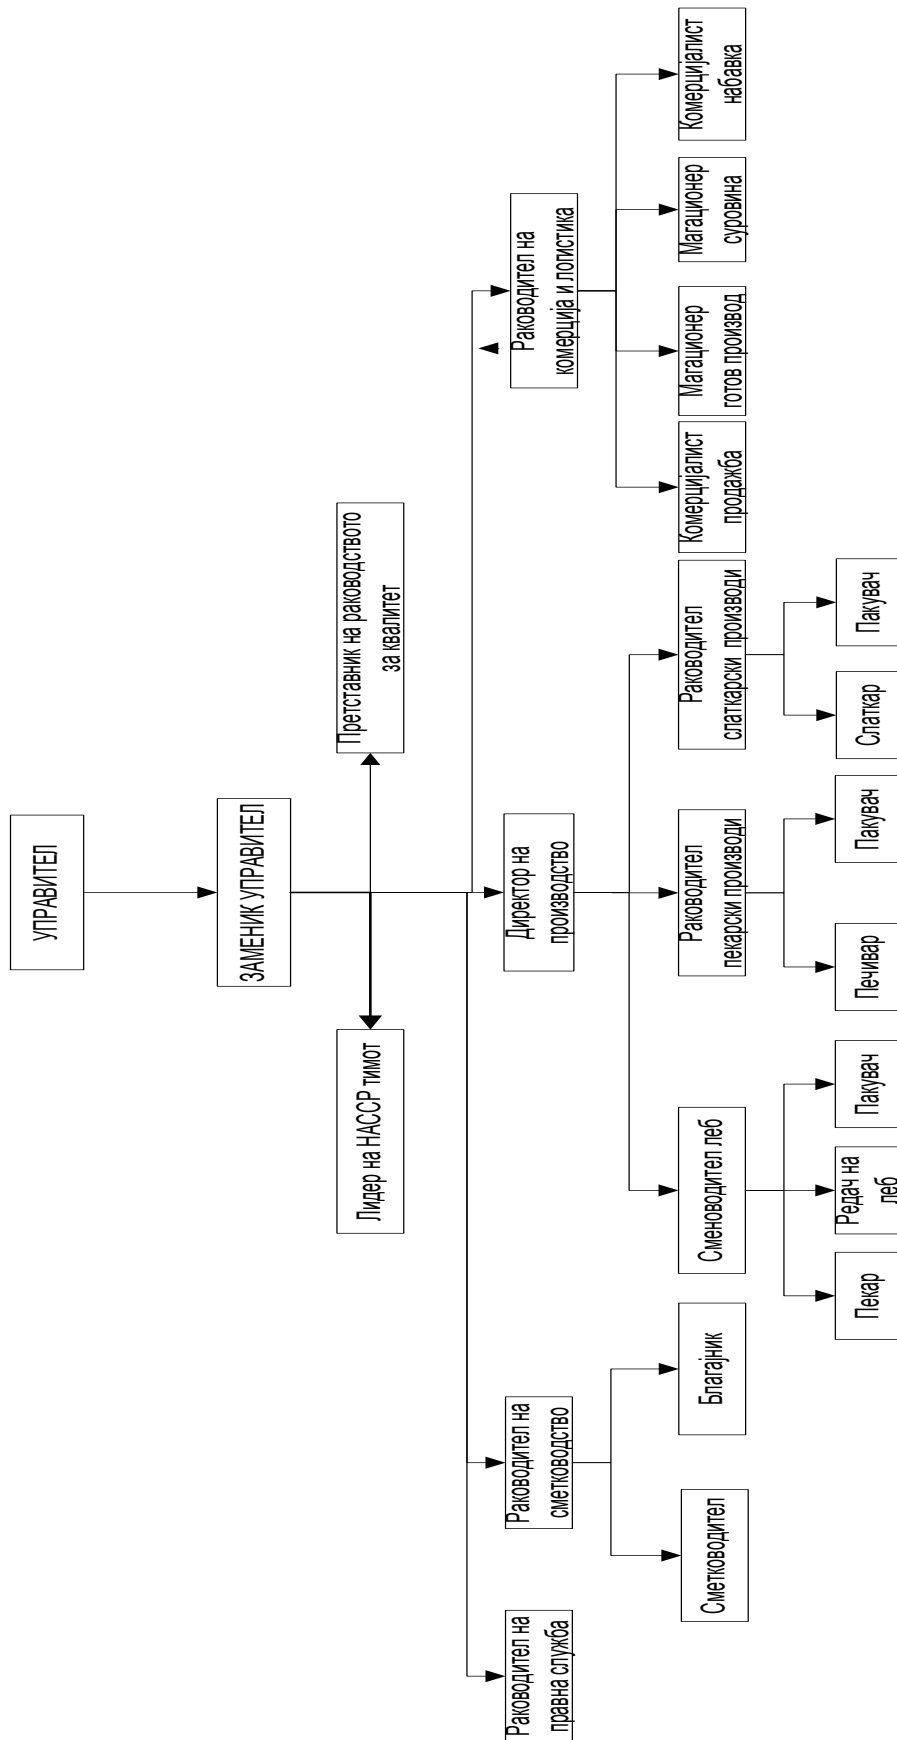 УПРАВИТЕЛ
ЗАМЕНИК УПРАВИТЕЛ
Лидер на НАССР тимот
Претставник на раководството
за квалитет
Раководител на
правна служба
Раководител на
сметководство
Директор на
производство
Раководител на
комерција и логистика
Сметководител
Благајник
Сменоводител леб
Раководител
пекарски производи
Раководител
слаткарски производи
Комерцијалист
продажба
Магационер
готов производ
Магационер
суровина
Комерцијалист
набавка
Пекар
Редач на
леб
Пакувач
Печивар
Пакувач
Слаткар
Пакувач